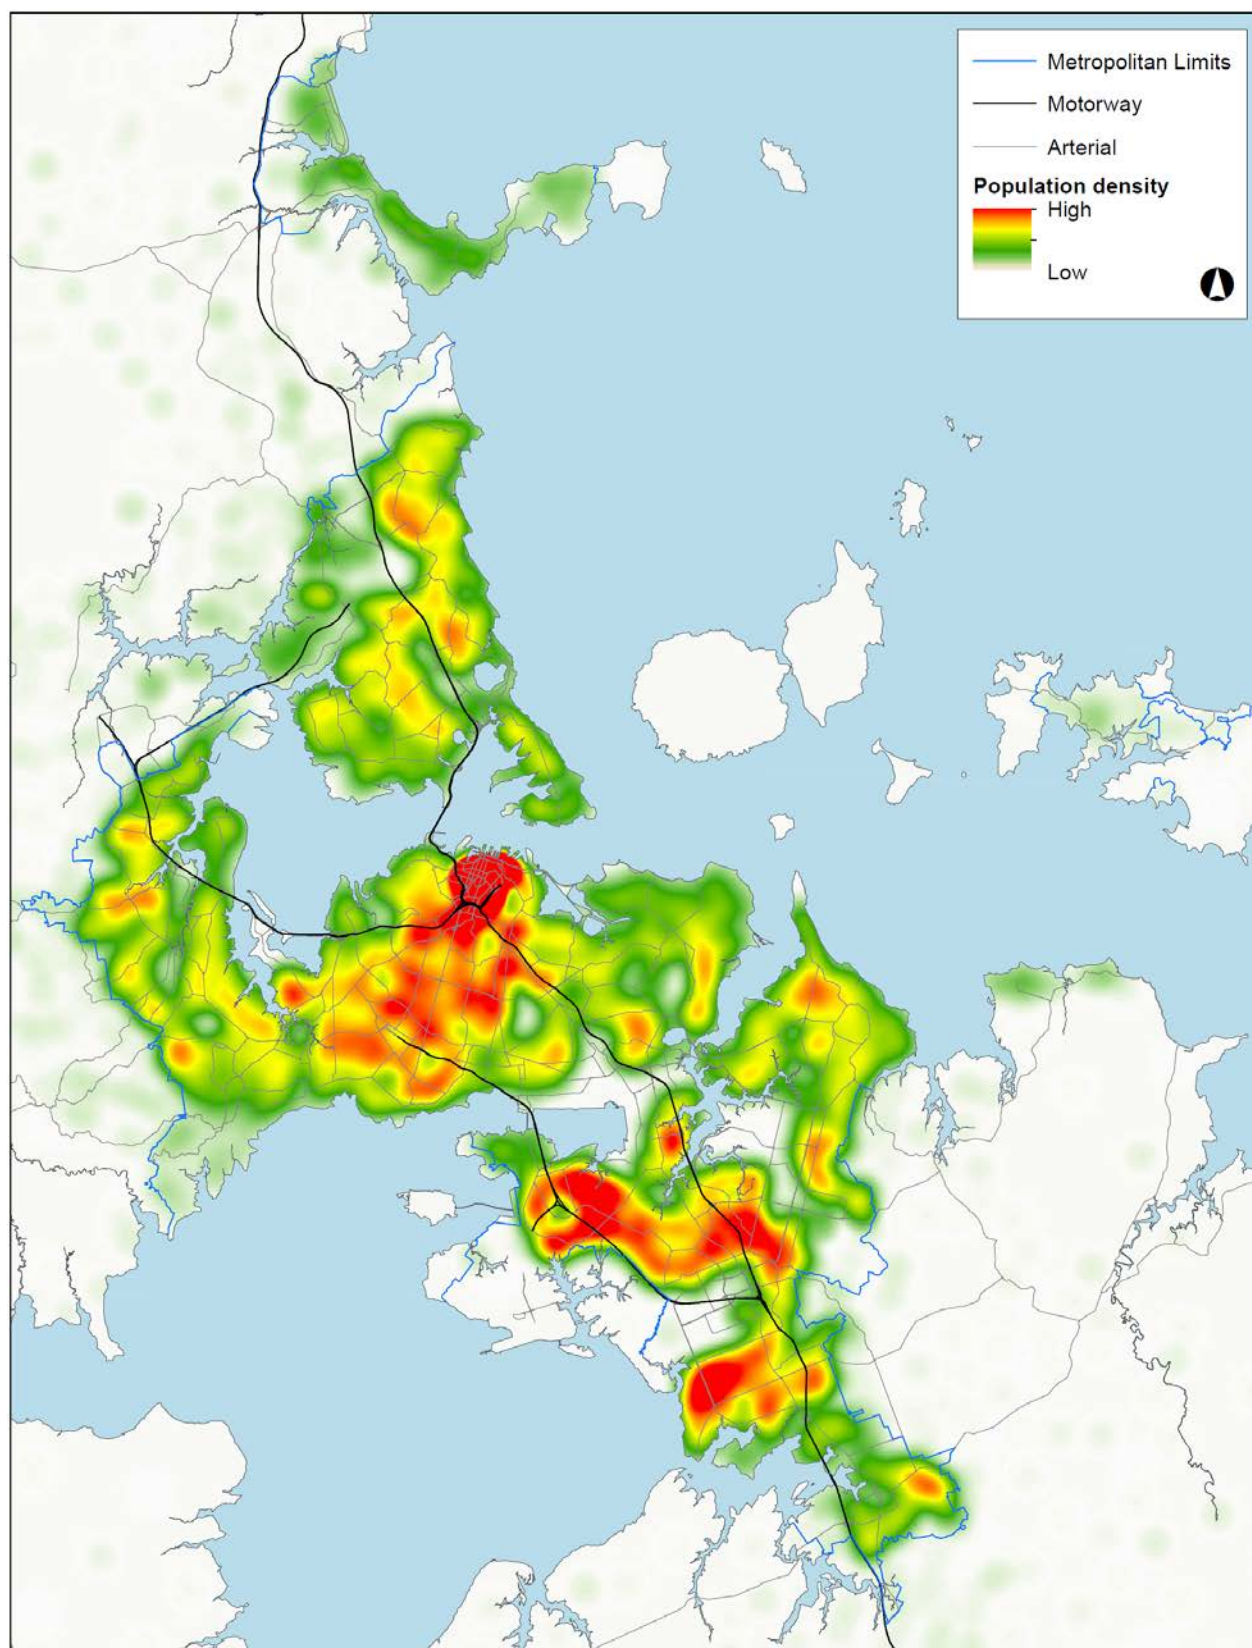 Metropolitan Limits
Motorway
Arterial
Population density
High
Low